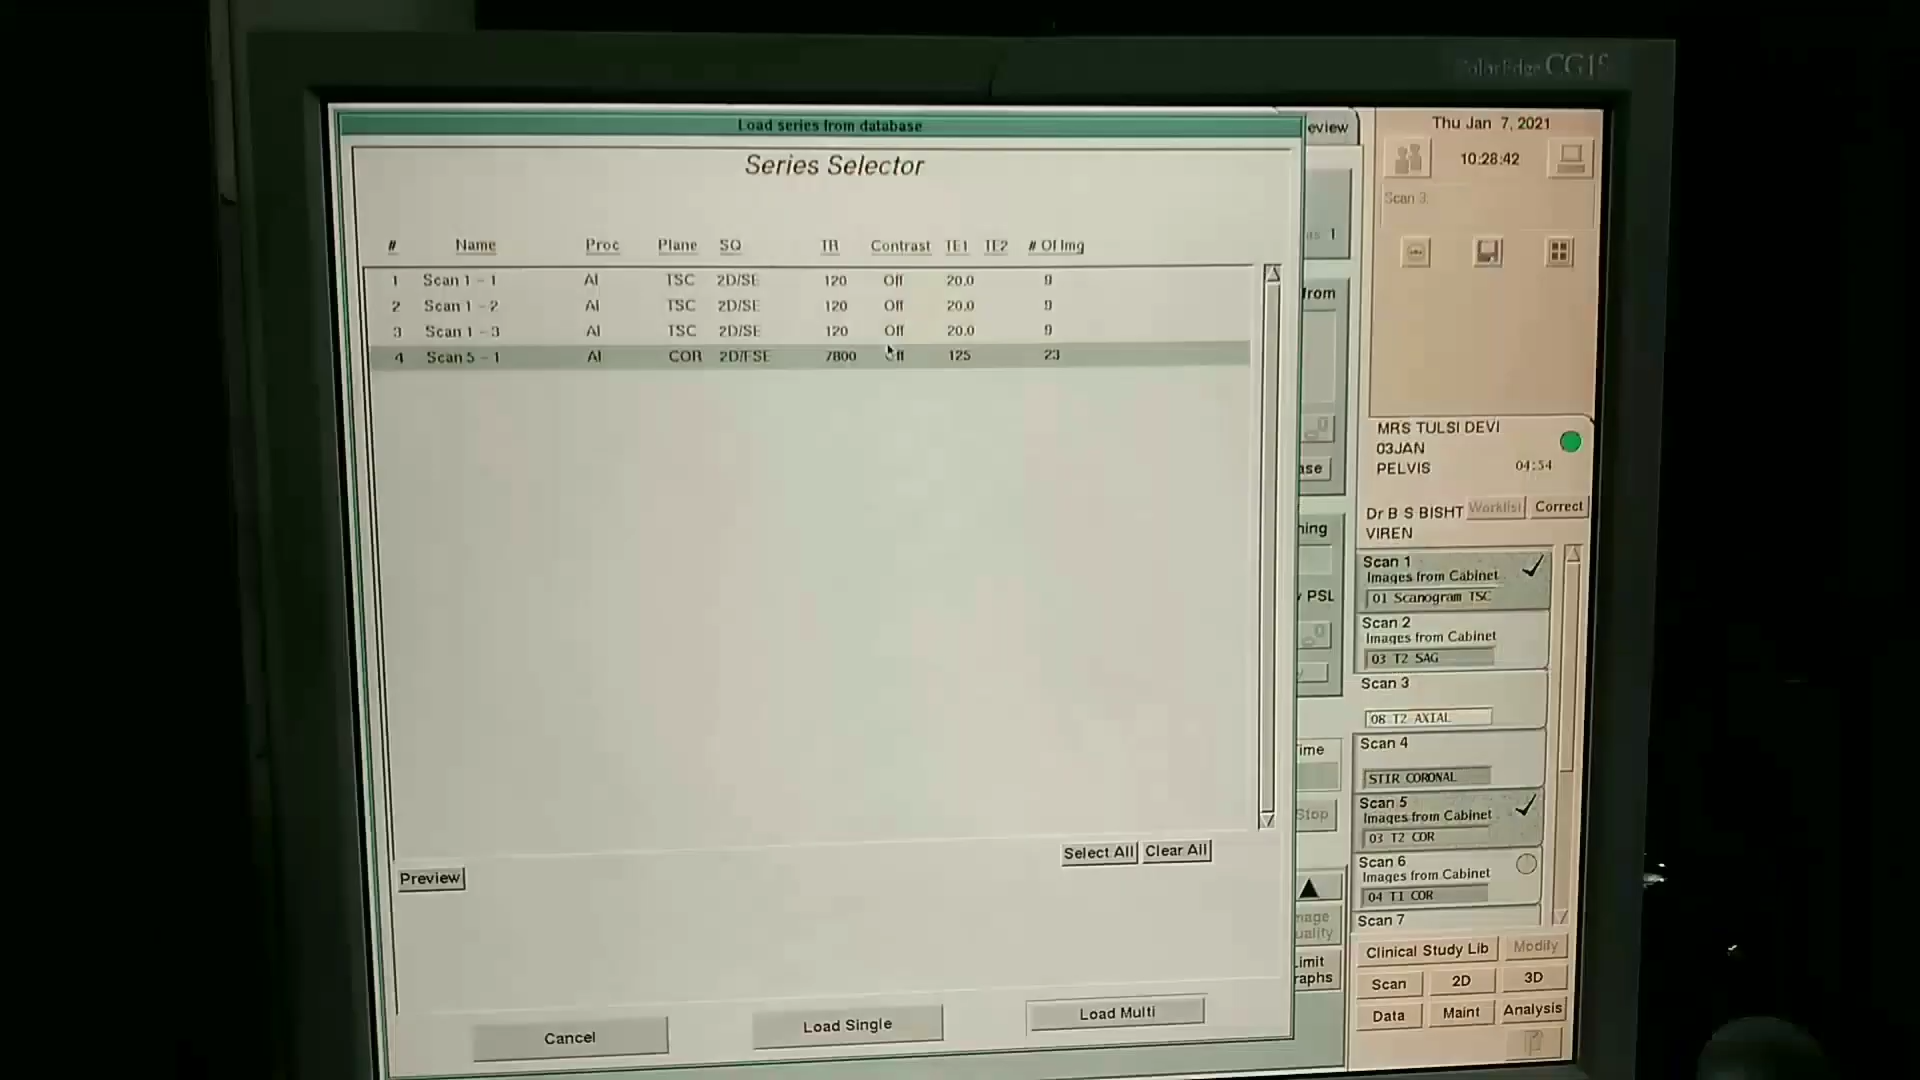 ColorEdge CG1
Load series from database
Series Selector
# Name Proc Plane SQ TR Contrast TE1 TE2 # Of Img
1 Scan 1 - 1 AI TSC 2D/SE 120 Off 20.0 9
2 Scan 1 - 2 AI TSC 2D/SE 120 Off 20.0 9
3 Scan 1 - 3 AI TSC 2D/SE 120 Off 20.0 9
4 Scan 5 - 1 AI COR 2D/FSE 7800 Off 125 23
Select All Clear All
Preview
Cancel Load Single Load Multi
eview
1
from
ase
ning
PSL
ime
Stop
mage
uality
Limit
raphs
Thu Jan 7, 2021
10:28:42
Scan 3
MRS TULSI DEVI
03JAN
PELVIS 04:54
Dr B S BISHT Worklist Correct
VIREN
Scan 1
Images from Cabinet
01 Scanogram TSC
Scan 2
Images from Cabinet
03 T2 SAG
Scan 3
08 T2 AXIAL
Scan 4
STIR CORONAL
Scan 5
Images from Cabinet
03 T2 COR
Scan 6
Images from Cabinet
04 T1 COR
Scan 7
Clinical Study Lib Modify
Scan 2D 3D
Data Maint Analysis